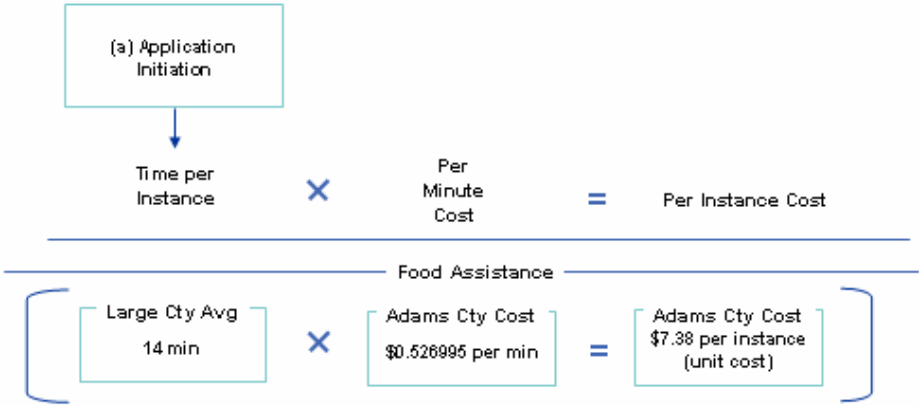 (a) Application
Initiation
Time per
Instance
×
Per
Minute
Cost
=
Per Instance Cost
Food Assistance
Large Cty Avg
14 min
×
Adams Cty Cost
$0.526995 per min
=
Adams Cty Cost
$7.38 per instance
(unit cost)